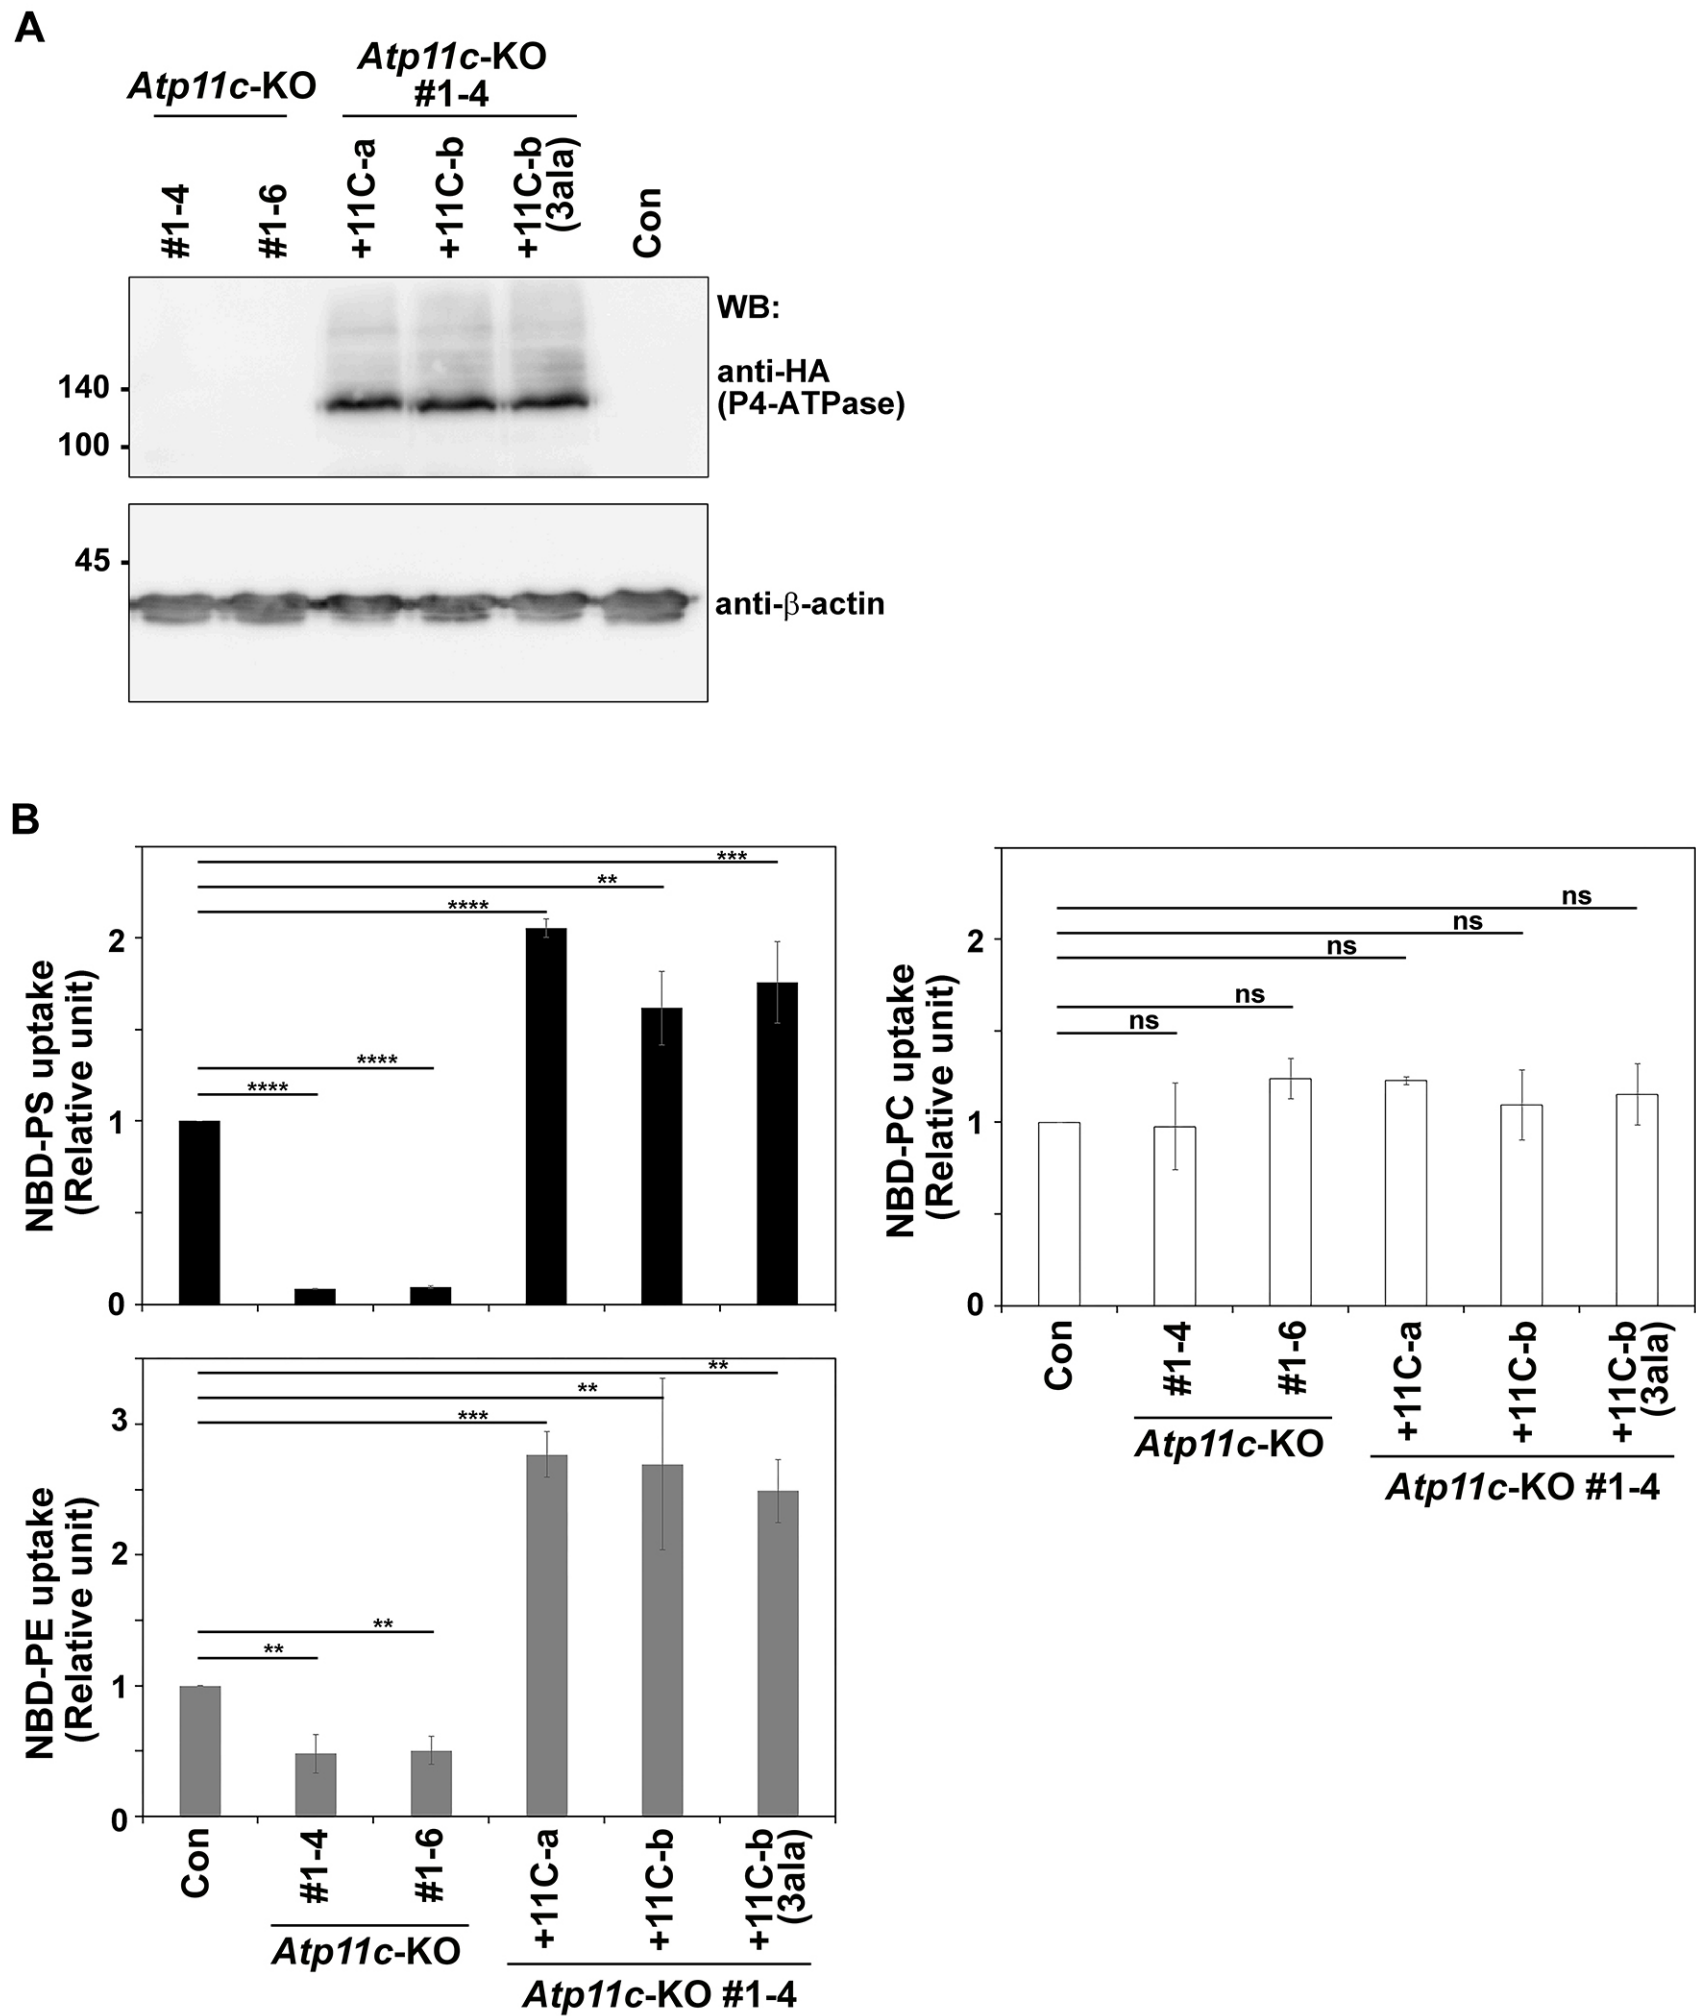 A
Atp11c-KO
Atp11c-KO
#1-4
#1-4
#1-6
+11C-a
+11C-b
+11C-b
(3ala)
Con
WB:
140
anti-HA
(P4-ATPase)
100
45
anti-β-actin
B
NBD-PS uptake
(Relative unit)
2
1
0
***
**
****
****
****
NBD-PC uptake
(Relative unit)
2
1
0
ns
ns
ns
ns
ns
Con
#1-4
#1-6
+11C-a
+11C-b
+11C-b
(3ala)
Atp11c-KO
Atp11c-KO #1-4
NBD-PE uptake
(Relative unit)
3
2
1
0
**
**
***
**
**
Con
#1-4
#1-6
+11C-a
+11C-b
+11C-b
(3ala)
Atp11c-KO
Atp11c-KO #1-4